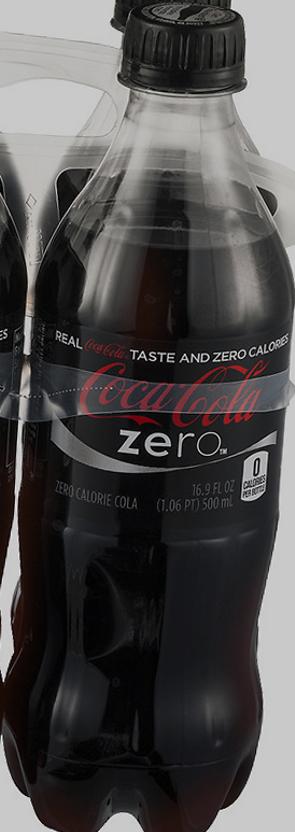 REAL Coca-Cola TASTE AND ZERO CALORIES
Coca-Cola
zero™
ZERO CALORIE COLA
16.9 FL OZ
(1.06 PT) 500 mL
0
CALORIES
PER BOTTLE